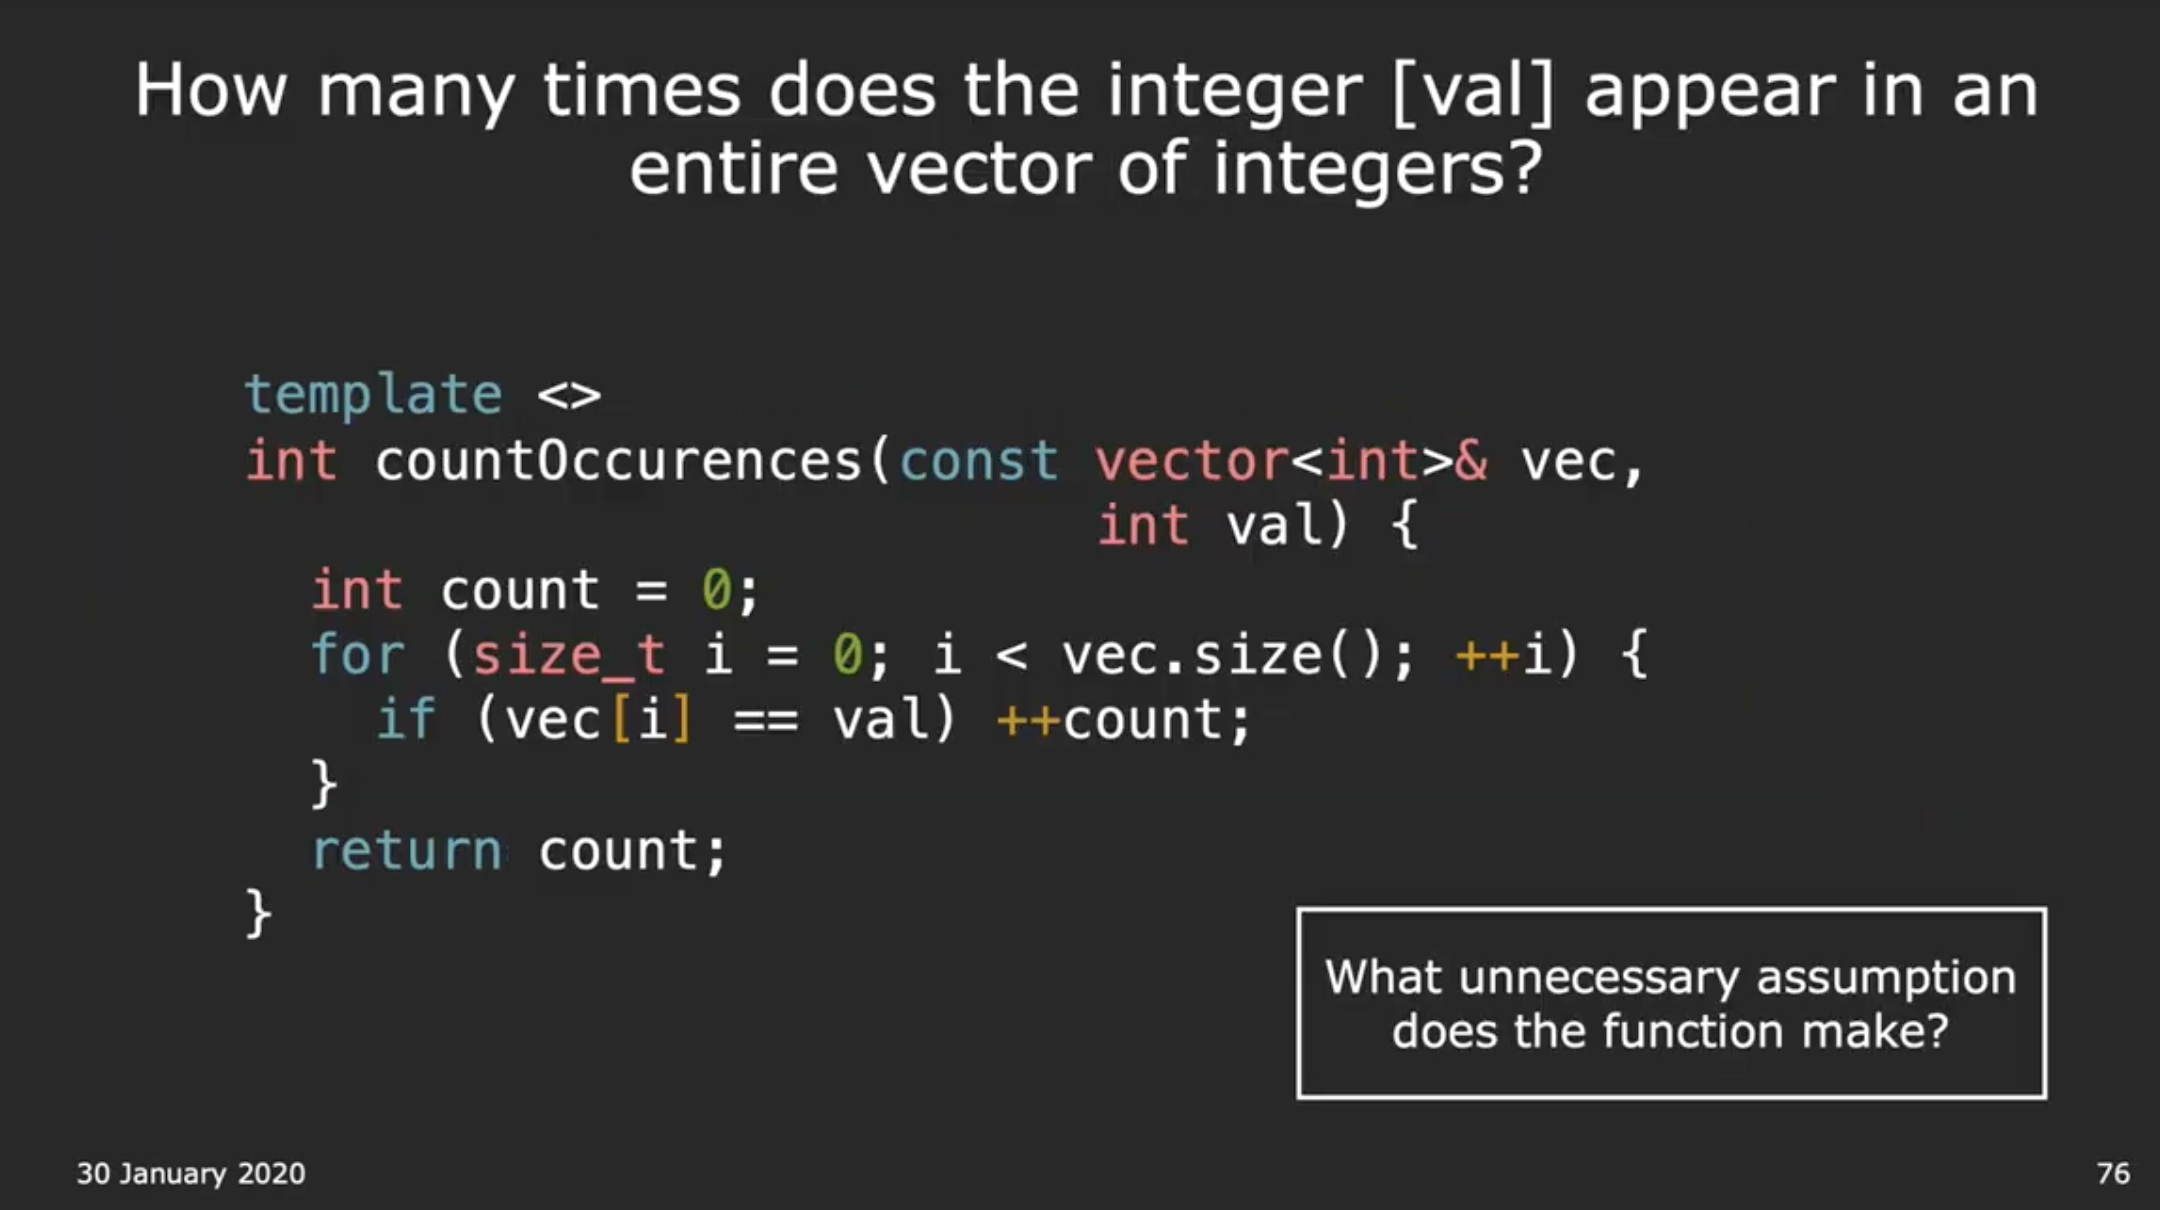 How many times does the integer [val] appear in an
entire vector of integers?
template <>
int countOccurences(const vector<int>& vec,
int val) {
int count = 0;
for (size_t i = 0; i < vec.size(); ++i) {
if (vec[i] == val) ++count;
}
return count;
}
What unnecessary assumption
does the function make?
30 January 2020
76